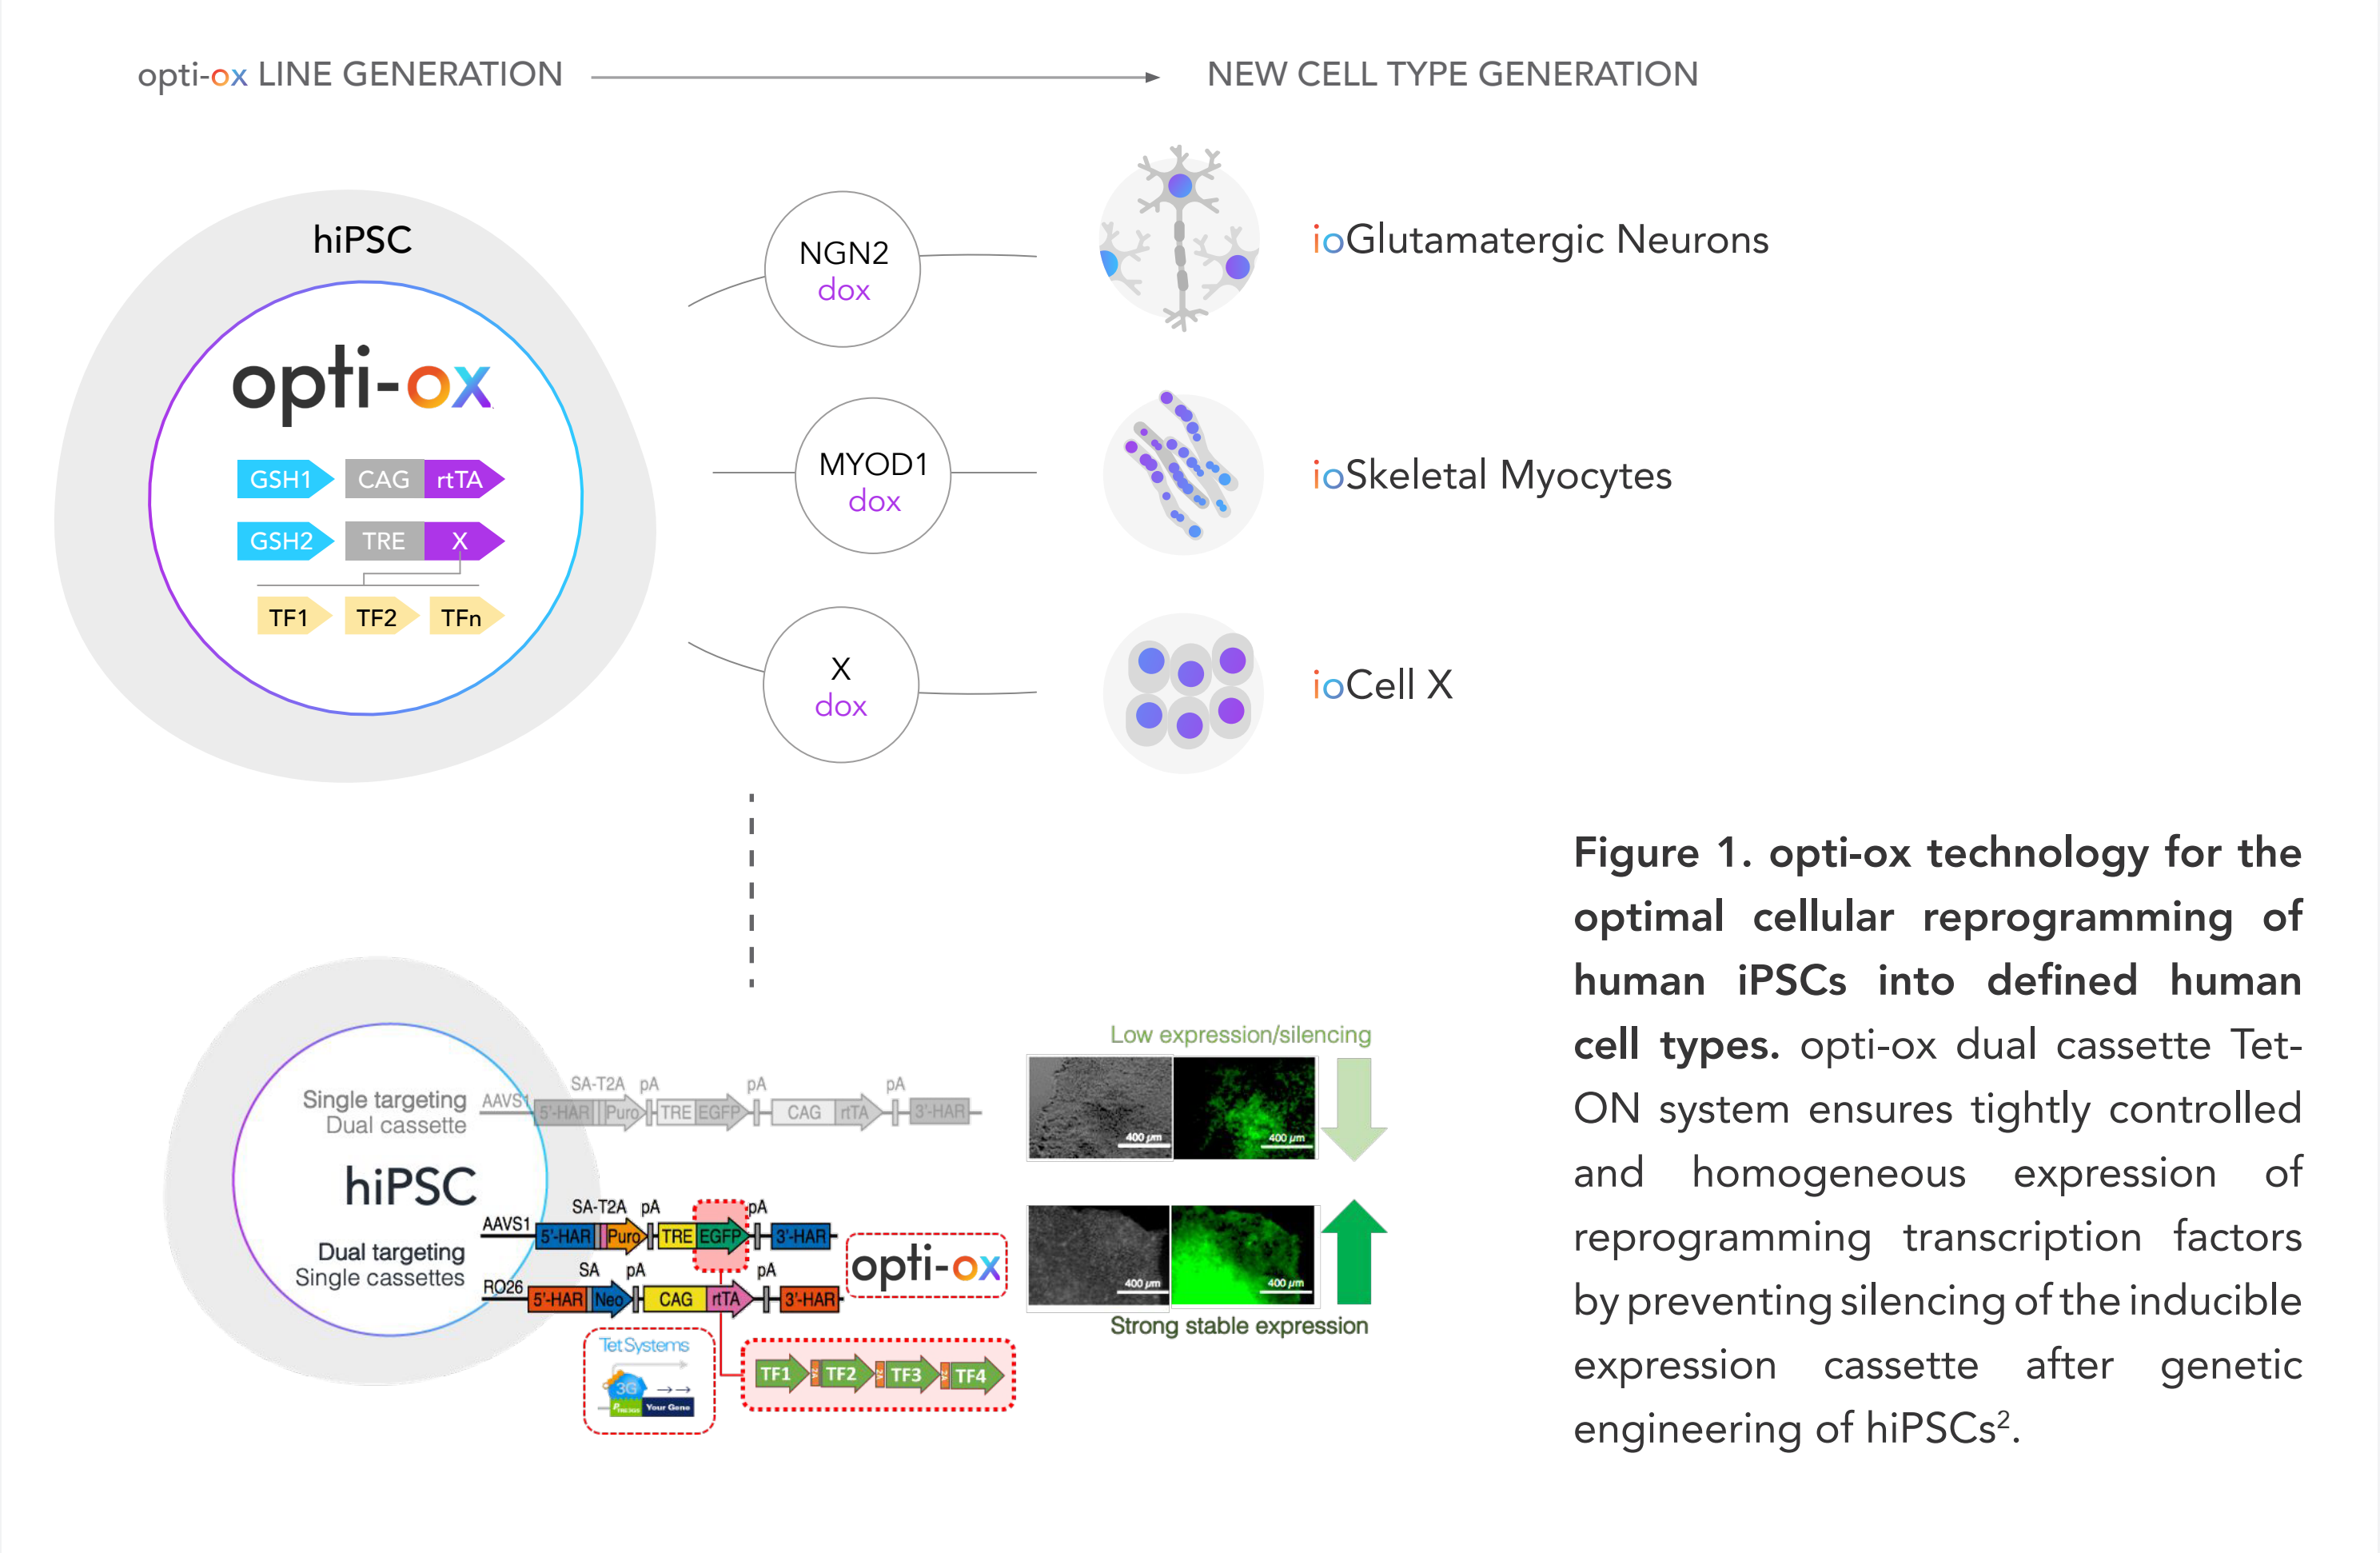 opti-ox LINE GENERATION
NEW CELL TYPE GENERATION
hiPSC
opti-ox
GSH1 CAG rtTA
GSH2 TRE X
TF1 TF2 TFn
NGN2
dox
ioGlutamatergic Neurons
MYOD1
dox
ioSkeletal Myocytes
X
dox
ioCell X
Single targeting
Dual cassette
SA-T2A pA pA pA
AAVS1 5'-HAR Puro TRE EGFP CAG rtTA 3'-HAR
hiPSC
Dual targeting
Single cassettes
SA-T2A pA pA
AAVS1 5'-HAR Puro TRE EGFP 3'-HAR
SA pA pA
RO26 5'-HAR Neo CAG rtTA 3'-HAR
opti-ox
TetSystems
3G
Your Gene
TF1 2A TF2 2A TF3 2A TF4
Low expression/silencing
400 µm 400 µm
400 µm 400 µm
Strong stable expression
Figure 1. opti-ox technology for the
optimal cellular reprogramming of
human iPSCs into defined human
cell types. opti-ox dual cassette Tet-
ON system ensures tightly controlled
and homogeneous expression of
reprogramming transcription factors
by preventing silencing of the inducible
expression cassette after genetic
engineering of hiPSCs².